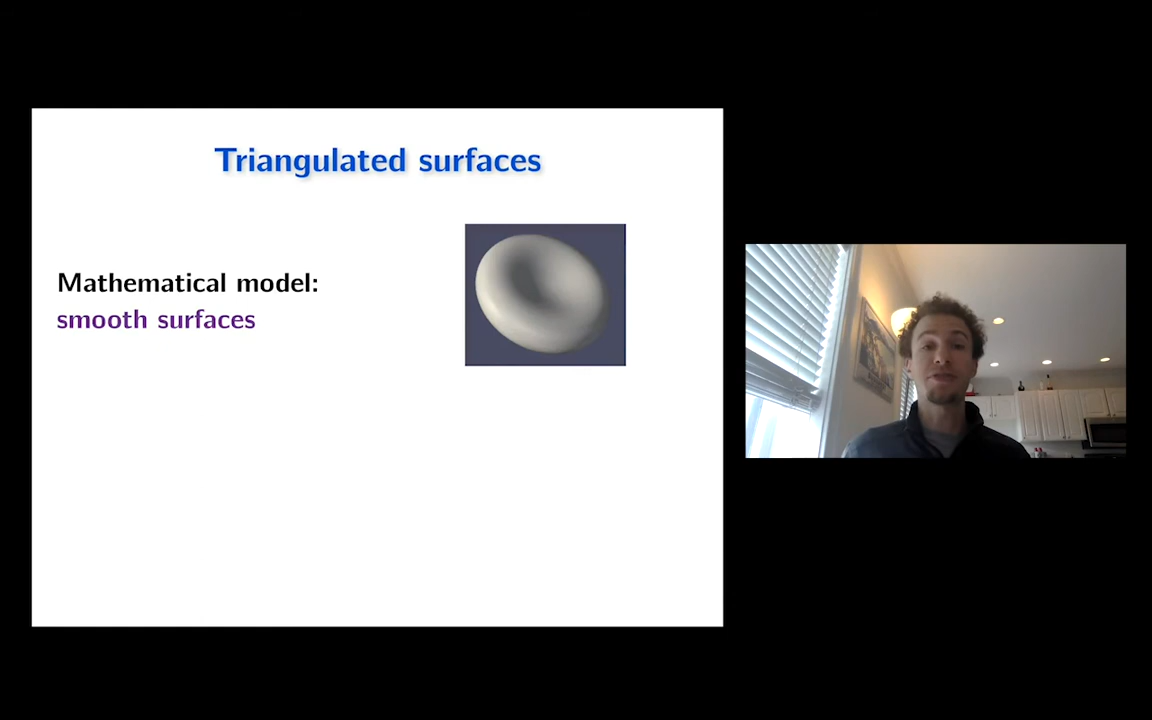 Triangulated surfaces
Mathematical model:
smooth surfaces